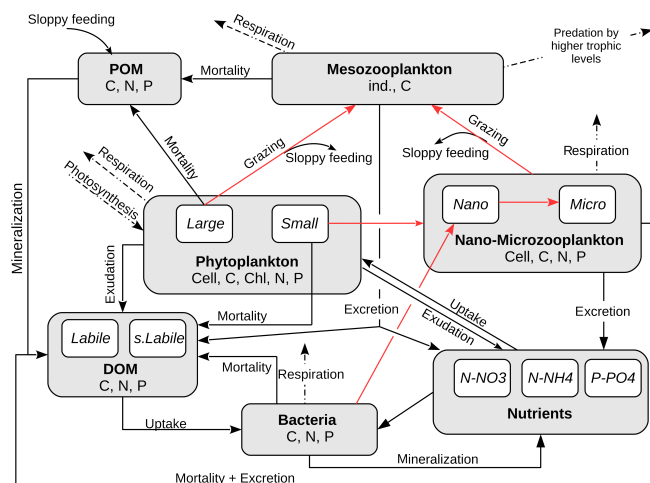 Sloppy feeding
Respiration
Predation by
higher trophic
levels
POM
C, N, P
Mortality
Mesozooplankton
ind., C
Mortality
Grazing
Sloppy feeding
Grazing
Sloppy feeding
Respiration
Respiration
Photosynthesis
Mineralization
Large
Small
Phytoplankton
Cell, C, Chl, N, P
Nano
Micro
Nano-Microzooplankton
Cell, C, N, P
Exudation
Mortality
Excretion
Uptake
Exudation
Excretion
Labile
s.Labile
DOM
C, N, P
Mortality
Respiration
N-NO3
N-NH4
P-PO4
Nutrients
Uptake
Bacteria
C, N, P
Mineralization
Mortality + Excretion